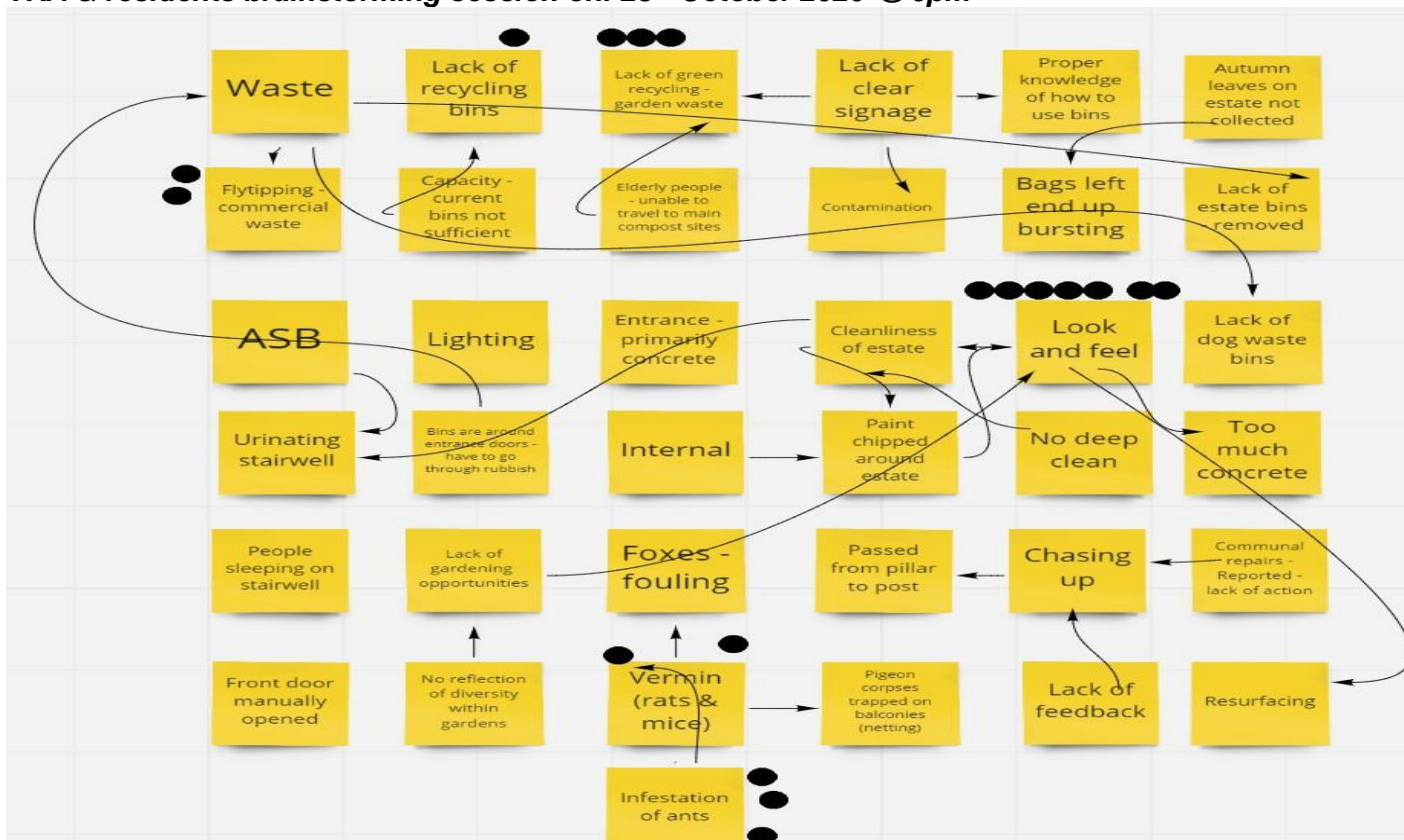 & residents brainstorming session on: October 2020 @
Waste
Lack of
recycling
bins
Lack of green
recycling -
garden waste
Lack of
clear
signage
Proper
knowledge
of how to
use bins
Autumn
leaves on
estate not
collected
Flytipping -
commercial
waste
Capacity -
current
bins not
sufficient
Elderly people
- unable to
travel to main
compost sites
Contamination
Bags left
end up
bursting
Lack of
estate bins
- removed
ASB
Lighting
Entrance -
primarily
concrete
Cleanliness
of estate
Look
and feel
Lack of
dog waste
bins
Urinating
stairwell
Bins are around
entrance doors -
have to go
through rubbish
Internal
Paint
chipped
around
estate
No deep
clean
Too
much
concrete
People
sleeping on
stairwell
Lack of
gardening
opportunities
Foxes -
fouling
Passed
from pillar
to post
Chasing
up
Communal
repairs -
Reported -
lack of action
Front door
manually
opened
No reflection
of diversity
within
gardens
Vermin
(rats &
mice)
Pigeon
corpses
trapped on
balconies
(netting)
Lack of
feedback
Resurfacing
Infestation
of ants